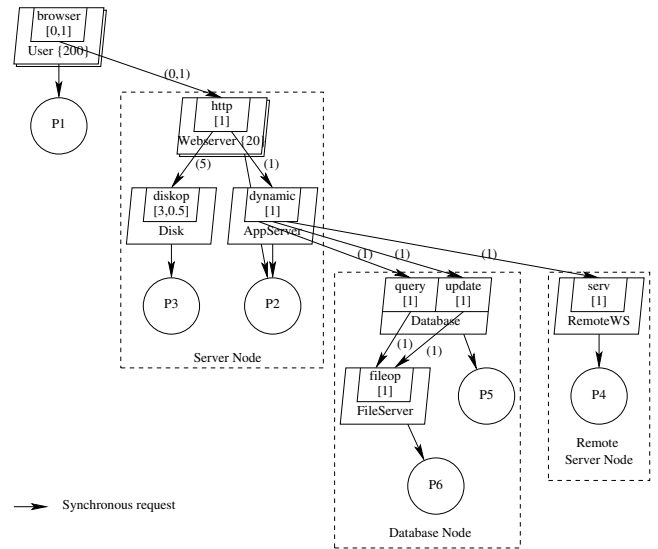 browser
[0,1]
User {200}
(0,1)
P1
http
[1]
Webserver {20}
(5)
(1)
diskop
[3,0.5]
Disk
dynamic
[1]
AppServer
(1)
(1)
(1)
P3
P2
Server Node
query
[1]
update
[1]
Database
serv
[1]
RemoteWS
(1)
(1)
fileop
[1]
FileServer
P5
P4
Remote
Server Node
P6
Database Node
Synchronous request